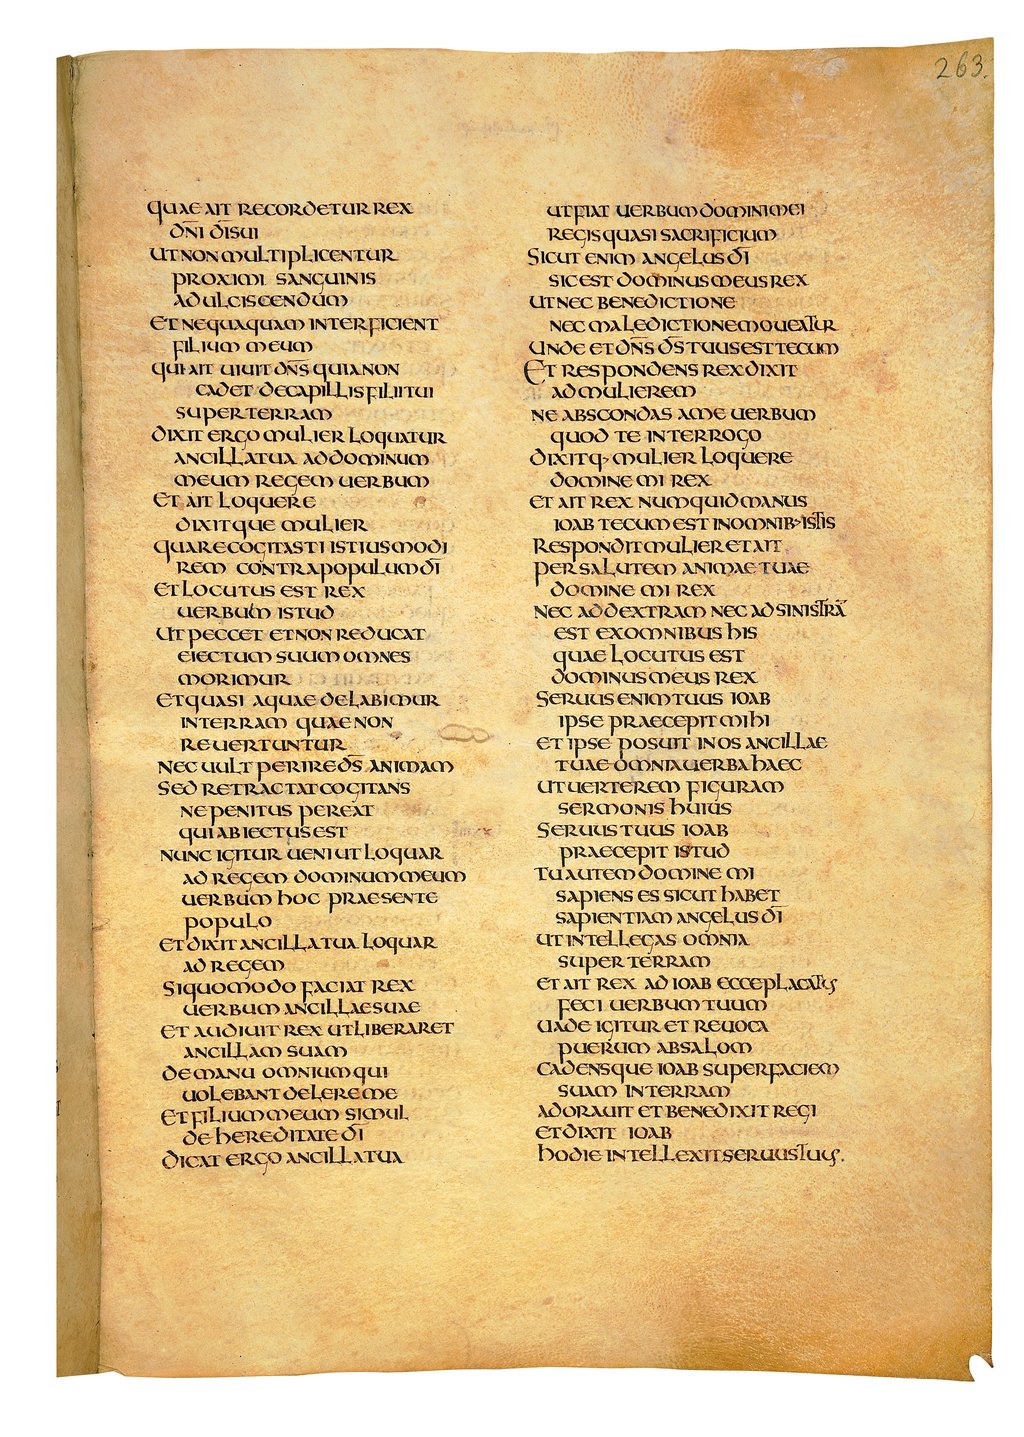 263.
quae ait recordetur rex
dn̄i dīsui
ut non multiplicentur
proximi sanguinis
ad ulciscendum
et nequaquam interficient
filium meum
qui ait uiuit dn̄s quia non
cadet de capillis filii tui
super terram
dixit ergo mulier loquatur
ancilla tua ad dominum
meum regem uerbum
et ait loquere
dixitque mulier
quare cogitasti istiusmodi
rem contra populum dī
et locutus est rex
uerbum istud
ut peccet et non reducat
eiectum suum omnes
morimur
et quasi aquae delabimur
in terram quae non
reuertuntur
nec uult perire ds̄ animam
sed retractat cogitans
ne penitus pereat
qui abiectus est
nunc igitur ueni ut loquar
ad regem dominum meum
uerbum hoc praesente
populo
et dixit ancilla tua loquar
ad regem
si quo modo faciat rex
uerbum ancillae suae
et audiuit rex ut liberaret
ancillam suam
de manu omnium qui
uolebant delere me
et filium meum simul
de hereditate dī
dicat ergo ancilla tua
ut fiat uerbum domini mei
regis quasi sacrificium
sicut enim angelus dī
sic est dominus meus rex
ut nec benedictione
nec maledictione moueatur
unde et dn̄s ds̄ tuus est tecum
Et respondens rex dixit
ad mulierem
ne abscondas a me uerbum
quod te interrogo
dixitq· mulier loquere
domine mi rex
et ait rex numquid manus
ioab tecum est in omnib· istis
respondit mulier et ait
per salutem animae tuae
domine mi rex
nec ad dextram nec ad sinistrā
est ex omnibus his
quae locutus est
dominus meus rex
seruus enim tuus ioab
ipse praecepit mihi
et ipse posuit in os ancillae
tuae omnia uerba haec
ut uerterem figuram
sermonis huius
seruus tuus ioab
praecepit istud
tu autem domine mi
sapiens es sicut habet
sapientiam angelus dī
ut intellegas omnia
super terram
et ait rex ad ioab ecce placatus
feci uerbum tuum
uade igitur et reuoca
puerum absalom
cadensque ioab super faciem
suam in terram
adorauit et benedixit regi
et dixit ioab
hodie intellexit seruus tuus.